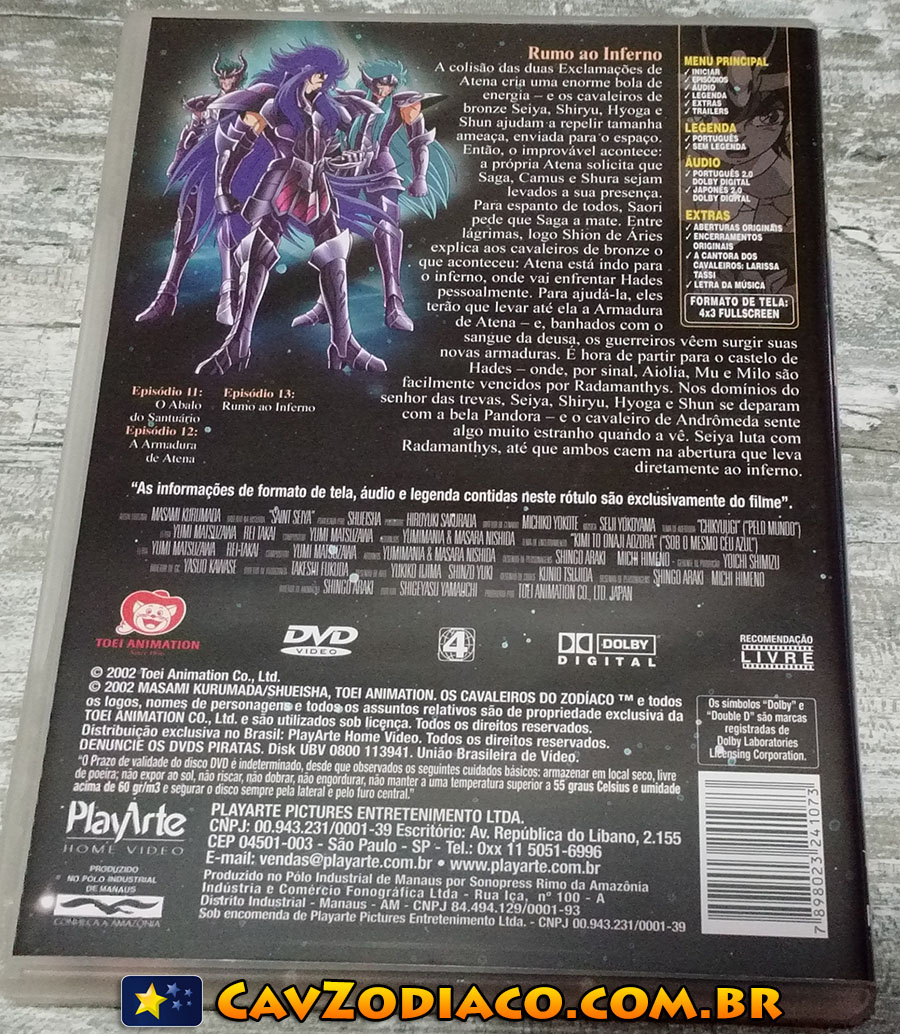 Rumo ao Inferno
A colisão das duas Exclamações de
Atena cria uma enorme bola de
energia – e os cavaleiros de
bronze Seiya, Shiryu, Hyoga e
Shun ajudam a repelir tamanha
ameaça, enviada para o espaço.
Então, o improvável acontece:
a própria Atena solicita que
Saga, Camus e Shura sejam
levados a sua presença.
Para espanto de todos, Saori
pede que Saga a mate. Entre
lágrimas, logo Shion de Áries
explica aos cavaleiros de bronze o
que aconteceu: Atena está indo para
o inferno, onde vai enfrentar Hades
pessoalmente. Para ajudá-la, eles
terão que levar até ela a Armadura
de Atena – e, banhados com o
sangue da deusa, os guerreiros vêem surgir suas
novas armaduras. É hora de partir para o castelo de
Hades – onde, por sinal, Aiolia, Mu e Milo são
facilmente vencidos por Radamanthys. Nos domínios do
senhor das trevas, Seiya, Shiryu, Hyoga e Shun se deparam
com a bela Pandora – e o cavaleiro de Andrômeda sente
algo muito estranho quando a vê. Seiya luta com
Radamanthys, até que ambos caem na abertura que leva
diretamente ao inferno.
MENU PRINCIPAL
✓ INICIAR
✓ EPISÓDIOS
✓ ÁUDIO
✓ LEGENDA
✓ EXTRAS
✓ TRAILERS
LEGENDA
✓ PORTUGUÊS
✓ SEM LEGENDA
ÁUDIO
✓ PORTUGUÊS 2.0
DOLBY DIGITAL
✓ JAPONÊS 2.0
DOLBY DIGITAL
EXTRAS
✓ ABERTURAS ORIGINAIS
✓ ENCERRAMENTOS
ORIGINAIS
✓ A CANTORA DOS
CAVALEIROS: LARISSA
TASSI
✓ LETRA DA MÚSICA
FORMATO DE TELA:
4x3 FULLSCREEN
Episódio 11:
O Abalo
do Santuário
Episódio 12:
A Armadura
de Atena
Episódio 13:
Rumo ao Inferno
“As informações de formato de tela, áudio e legenda contidas neste rótulo são exclusivamente do filme”.
MASAMI KURUMADA "SAINT SEIYA" SHUEISHA HIROYUKI SAKURADA MICHIKO YOKOTE SEIJI YOKOYAMA "CHIKYUUGI" ("PELO MUNDO")
YUMI MATSUZAWA REI TAKAI YUMI MATSUZAWA YUMIMANIA & MASARA NISHIDA "KIMI TO ONAJI AOZORA" ("SOB O MESMO CÉU AZUL")
YUMI MATSUZAWA REI-TAKAI YUMI MATSUZAWA YUMIMANIA & MASARA NISHIDA SHINGO ARAKI MICHI HIMENO YOICHI SHIMIZU
YASUO KAWASE TAKESHI FUKUDA YUKIKO IIJIMA SHINZO YUKI KUNIO TSUJIDA SHINGO ARAKI MICHI HIMENO
SHINGO ARAKI SHIGEYASU YAMAUCHI TOEI ANIMATION CO., LTD. JAPAN
TOEI ANIMATION
Since 1956
DVD
VIDEO
4
DOLBY
DIGITAL
RECOMENDAÇÃO
LIVRE
© 2002 Toei Animation Co., Ltd.
© 2002 MASAMI KURUMADA/SHUEISHA, TOEI ANIMATION. OS CAVALEIROS DO ZODÍACO ™ e todos
os logos, nomes de personagens e todos os assuntos relativos são de propriedade exclusiva da
TOEI ANIMATION CO., Ltd. e são utilizados sob licença. Todos os direitos reservados.
Distribuição exclusiva no Brasil: PlayArte Home Video. Todos os direitos reservados.
DENUNCIE OS DVDS PIRATAS. Disk UBV 0800 113941. União Brasileira de Vídeo.
"O Prazo de validade do disco DVD é indeterminado, desde que observados os seguintes cuidados básicos: armazenar em local seco, livre
de poeira; não expor ao sol, não riscar, não dobrar, não engordurar, não manter a uma temperatura superior a 55 graus Celsius e umidade
acima de 60 gr/m3 e segurar o disco sempre pela lateral e pelo furo central."
Os símbolos "Dolby" e
"Double D" são marcas
registradas de
Dolby Laboratories
Licensing Corporation.
PlayArte
HOME VIDEO
PRODUZIDO
NO PÓLO INDUSTRIAL
DE MANAUS
CONHEÇA A AMAZÔNIA
PLAYARTE PICTURES ENTRETENIMENTO LTDA.
CNPJ: 00.943.231/0001-39 Escritório: Av. República do Líbano, 2.155
CEP 04501-003 - São Paulo - SP - Tel.: 0xx 11 5051-6996
E-mail: vendas@playarte.com.br • www.playarte.com.br
Produzido no Pólo Industrial de Manaus por Sonopress Rimo da Amazônia
Indústria e Comércio Fonográfica Ltda - Rua Iça, nº 100 - A
Distrito Industrial - Manaus - AM - CNPJ 84.494.129/0001-93
Sob encomenda de Playarte Pictures Entretenimento Ltda. - CNPJ 00.943.231/0001-39
7 898023 241073
CAVZODIACO.COM.BR